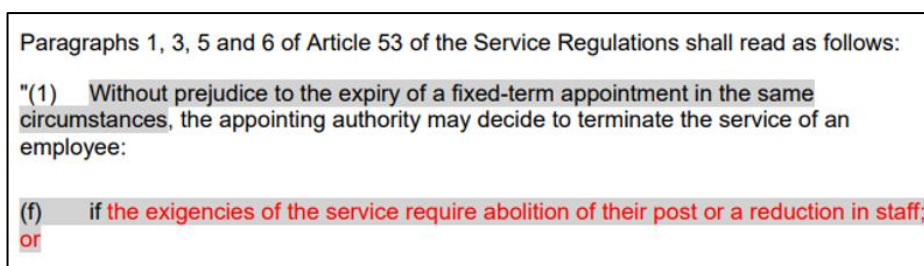 Paragraphs 1, 3, 5 and 6 of Article 53 of the Service Regulations shall read as follows:
"(1) Without prejudice to the expiry of a fixed-term appointment in the same
circumstances, the appointing authority may decide to terminate the service of an
employee:
(f) if the exigencies of the service require abolition of their post or a reduction in staff;
or